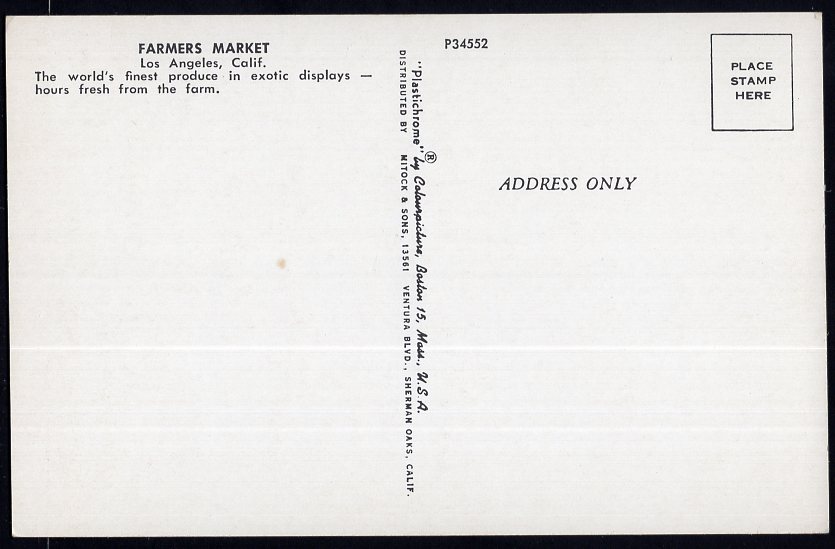 FARMERS MARKET
Los Angeles, Calif.
The world's finest produce in exotic displays —
hours fresh from the farm.
"Plastichrome"® by Colourpicture, Boston 15, Mass., U.S.A.
DISTRIBUTED BY MITOCK & SONS, 13561 VENTURA BLVD., SHERMAN OAKS, CALIF.
P34552
PLACE
STAMP
HERE
ADDRESS ONLY